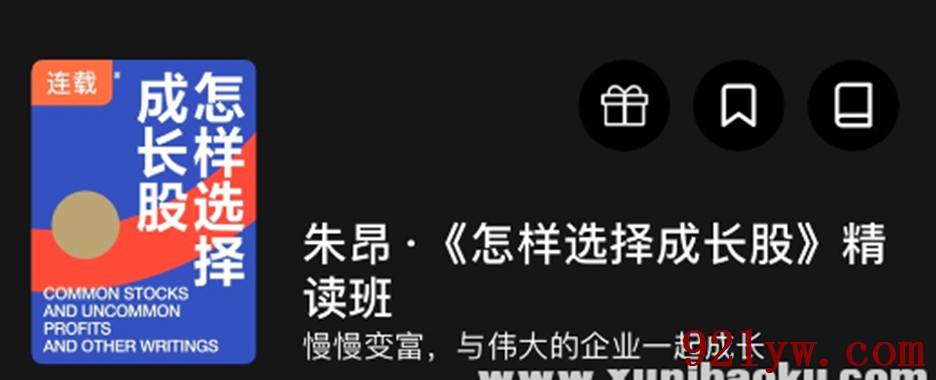 连载
怎样选择
成长股
COMMON STOCKS
AND UNCOMMON
PROFITS
AND OTHER WRITINGS
朱昂·《怎样选择成长股》精
读班
慢慢变富，与伟大的企业一起成长
921yw.com